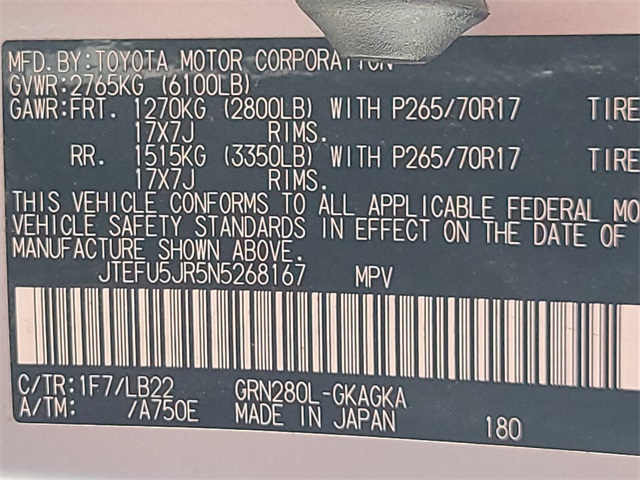 MFD. BY: TOYOTA MOTOR CORPORATION
GVWR: 2765KG (6100LB)
GAWR: FRT. 1270KG (2800LB) WITH P265/70R17 TIRE
17X7J RIMS.
RR. 1515KG (3350LB) WITH P265/70R17 TIRE
17X7J RIMS.
THIS VEHICLE CONFORMS TO ALL APPLICABLE FEDERAL MO
VEHICLE SAFETY STANDARDS IN EFFECT ON THE DATE OF
MANUFACTURE SHOWN ABOVE.
JTEFU5JR5N5268167 MPV
C/TR: 1F7/LB22 GRN280L-GKAGKA
A/TM: /A750E MADE IN JAPAN 180